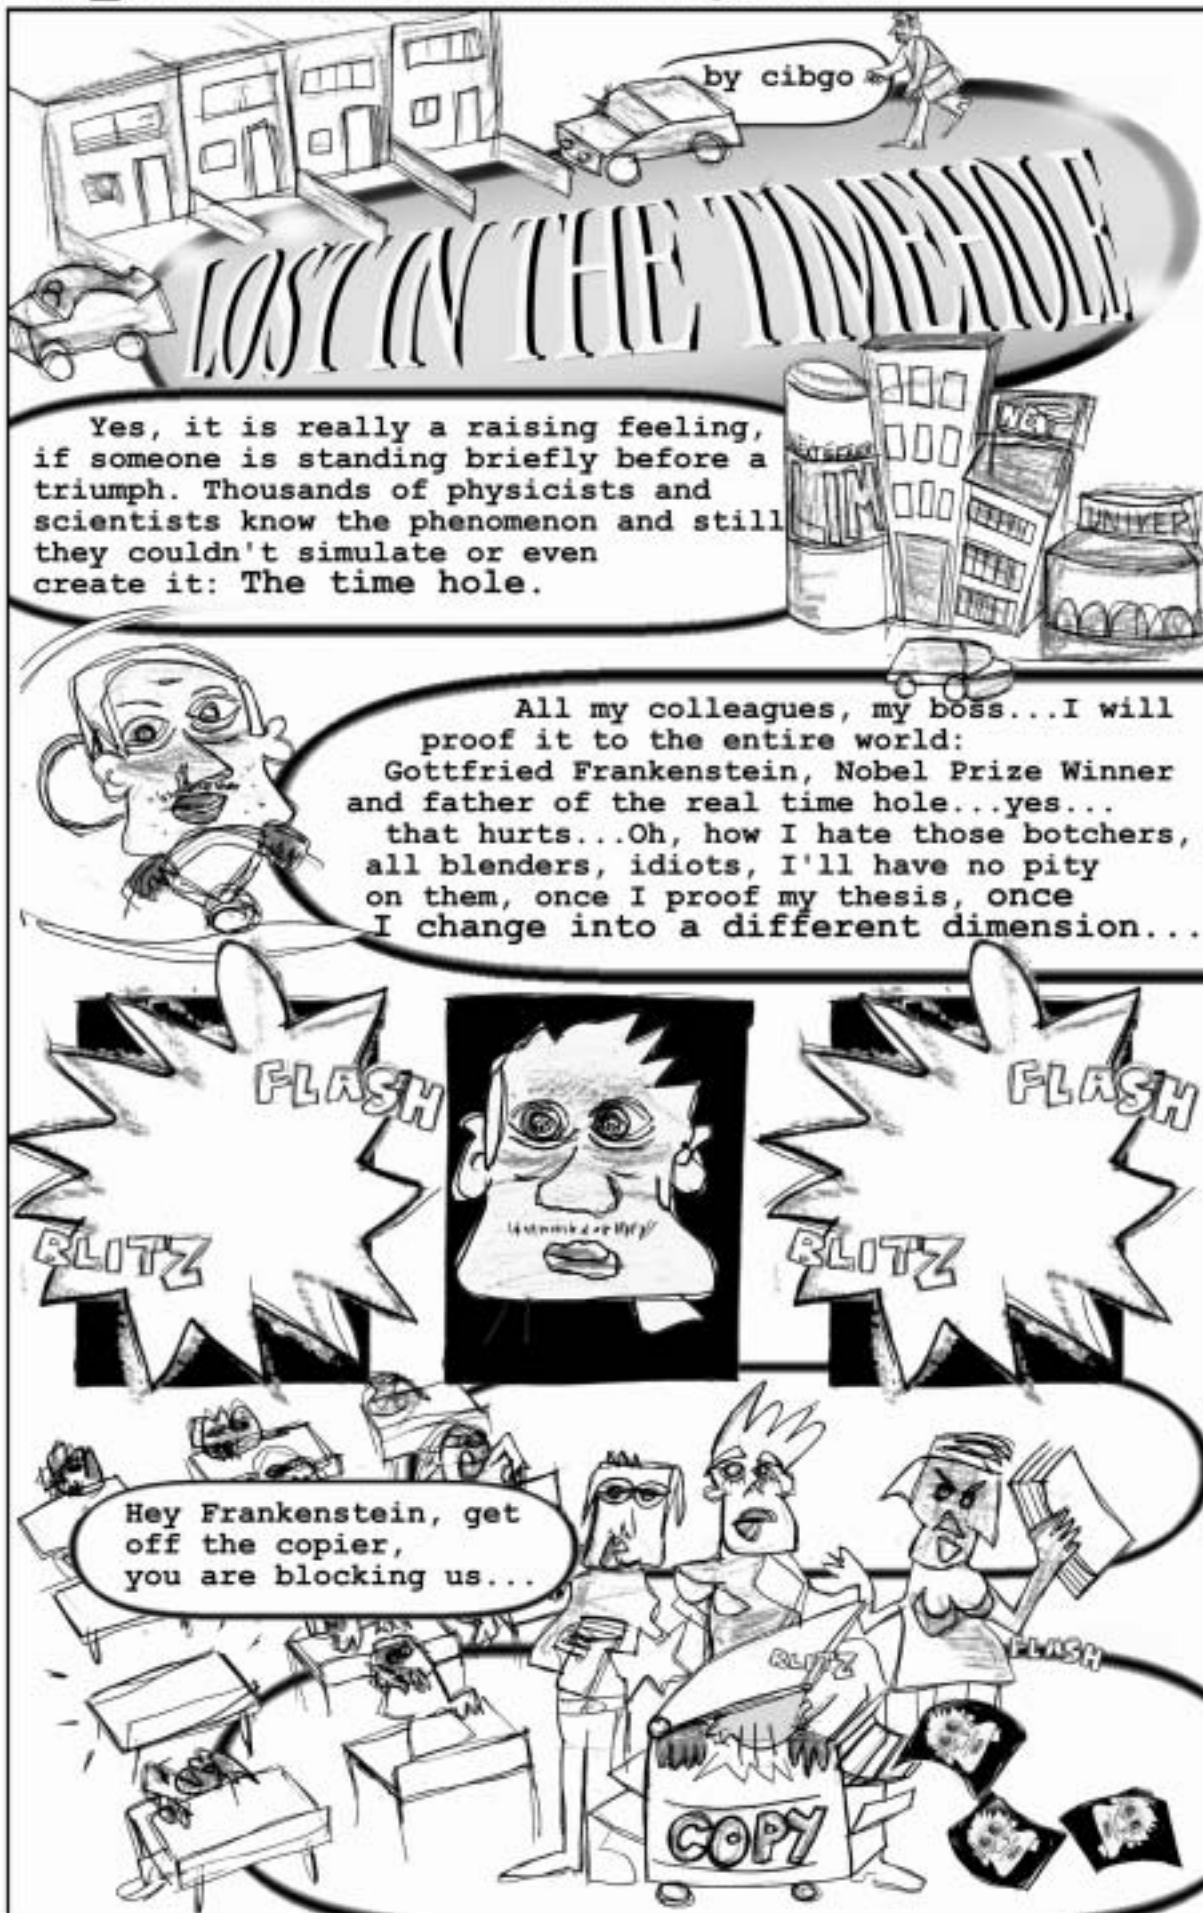 by cibgo
LOST IN THE TIMEHOLE
Yes, it is really a raising feeling,
if someone is standing briefly before a
triumph. Thousands of physicists and
scientists know the phenomenon and still
they couldn't simulate or even
create it: The time hole.
UNIVER
All my colleagues, my boss...I will
proof it to the entire world:
Gottfried Frankenstein, Nobel Prize Winner
and father of the real time hole...yes...
that hurts...Oh, how I hate those botchers,
all blenders, idiots, I'll have no pity
on them, once I proof my thesis, once
I change into a different dimension...
FLASH
BLITZ
FLASH
BLITZ
Hey Frankenstein, get
off the copier,
you are blocking us...
BLITZ
FLASH
COPY